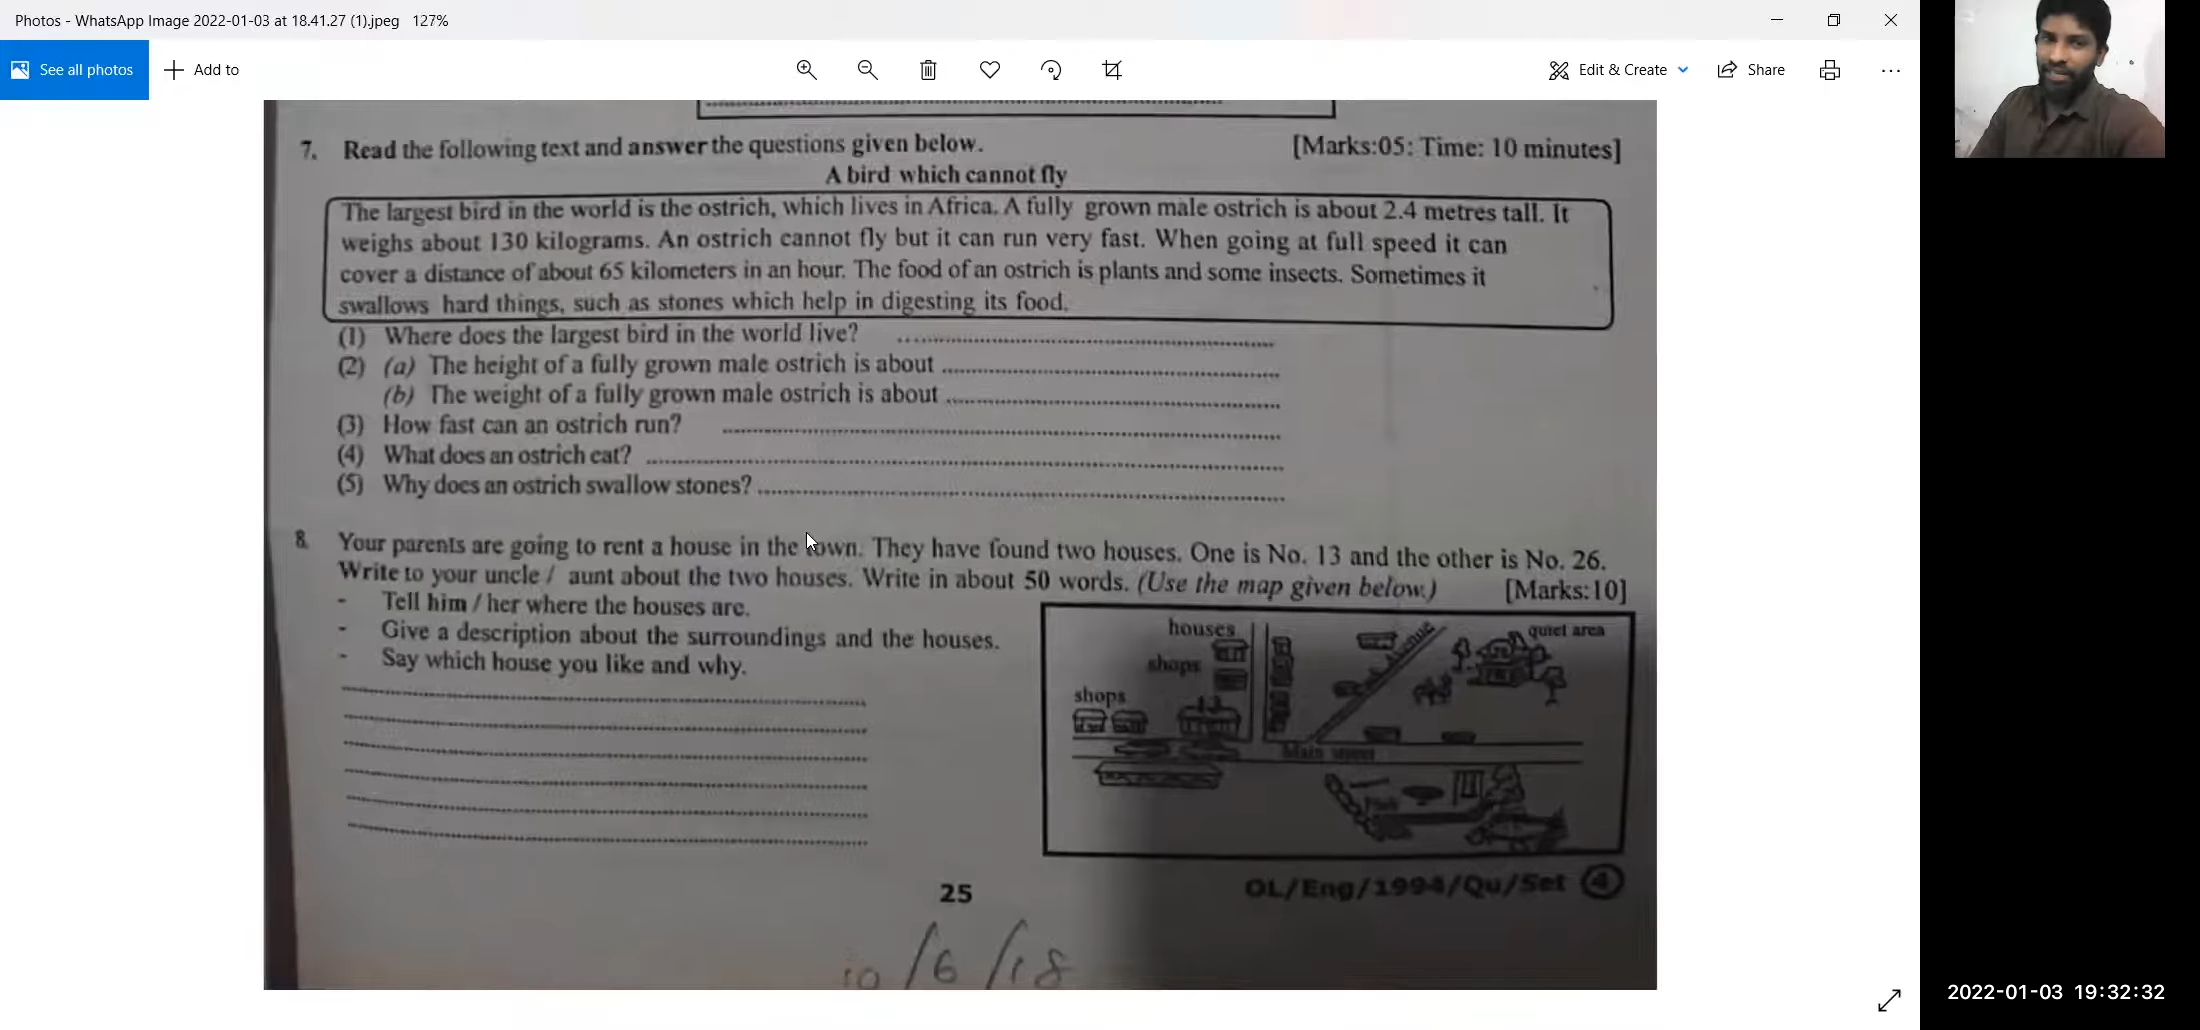 Photos - WhatsApp Image 2022-01-03 at 18.41.27 (1).jpeg 127%
See all photos
Add to
Edit & Create
Share
7. Read the following text and answer the questions given below. [Marks:05: Time: 10 minutes]
A bird which cannot fly
The largest bird in the world is the ostrich, which lives in Africa. A fully grown male ostrich is about 2.4 metres tall. It
weighs about 130 kilograms. An ostrich cannot fly but it can run very fast. When going at full speed it can
cover a distance of about 65 kilometers in an hour. The food of an ostrich is plants and some insects. Sometimes it
swallows hard things, such as stones which help in digesting its food.
(1) Where does the largest bird in the world live?
(2) (a) The height of a fully grown male ostrich is about
(b) The weight of a fully grown male ostrich is about
(3) How fast can an ostrich run?
(4) What does an ostrich eat?
(5) Why does an ostrich swallow stones?
8. Your parents are going to rent a house in the town. They have found two houses. One is No. 13 and the other is No. 26.
Write to your uncle / aunt about the two houses. Write in about 50 words. (Use the map given below.) [Marks:10]
- Tell him / her where the houses are.
- Give a description about the surroundings and the houses.
- Say which house you like and why.
houses
quiet area
shops
Avenue
shops
Main street
Park
25
OL/Eng/1994/Qu/Set 4
10/6/18
2022-01-03 19:32:32